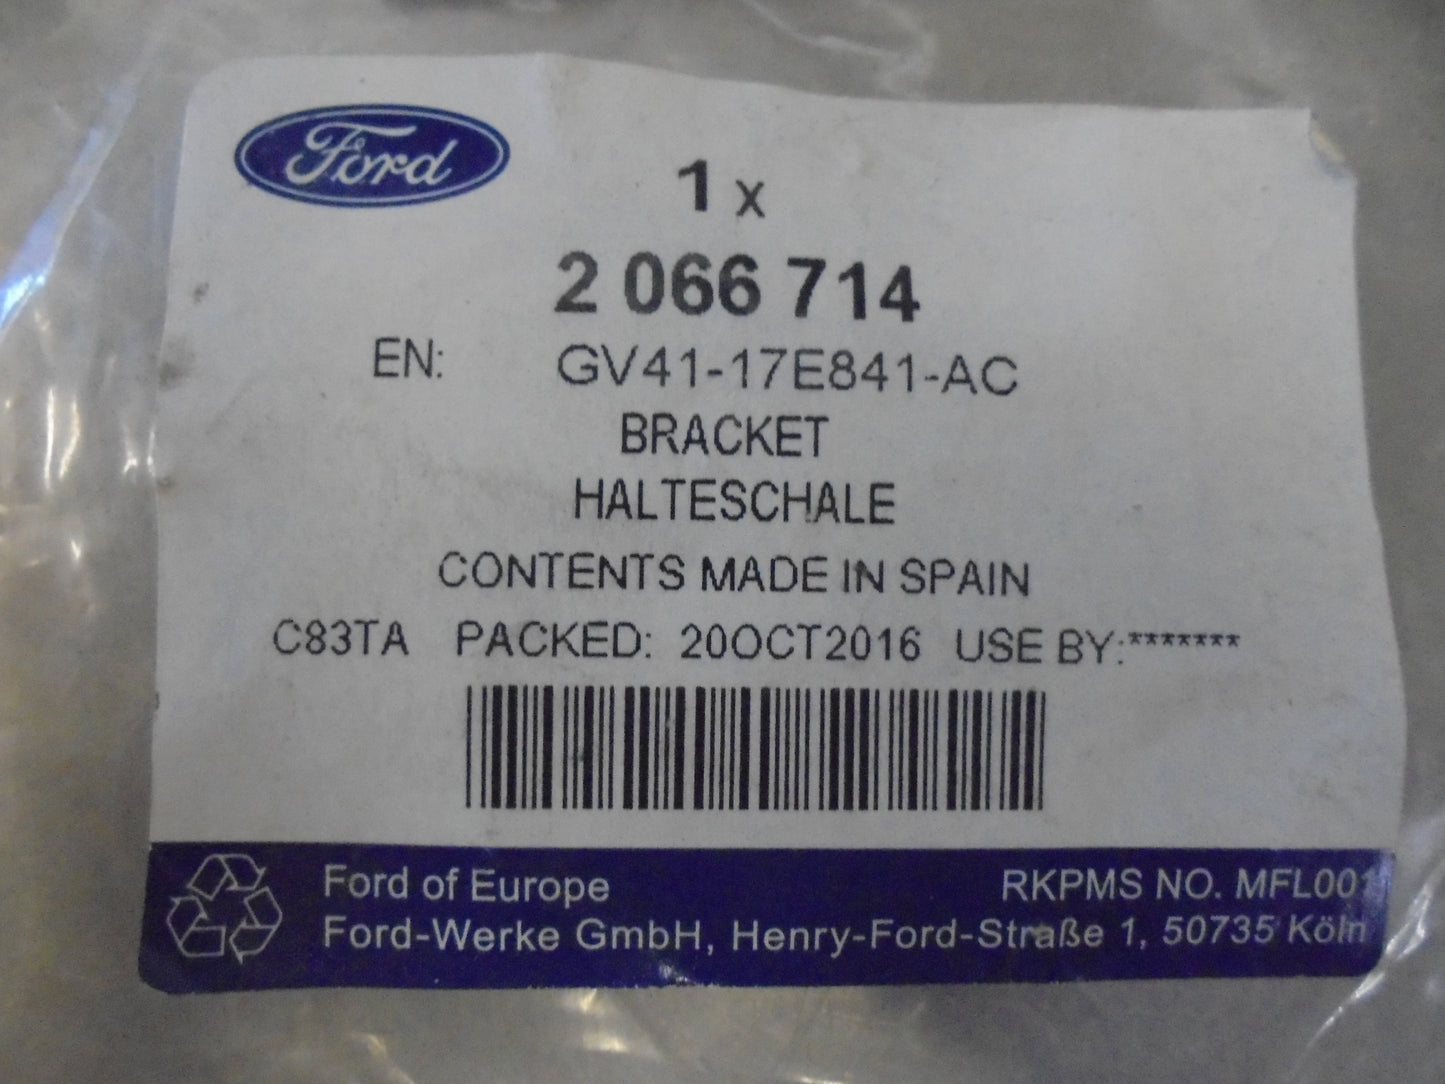 Ford
1 x
2 066 714
EN: GV41-17E841-AC
BRACKET
HALTESCHALE
CONTENTS MADE IN SPAIN
C83TA PACKED: 20OCT2016 USE BY:*******
Ford of Europe RKPMS NO. MFL001
Ford-Werke GmbH, Henry-Ford-Straße 1, 50735 Köln